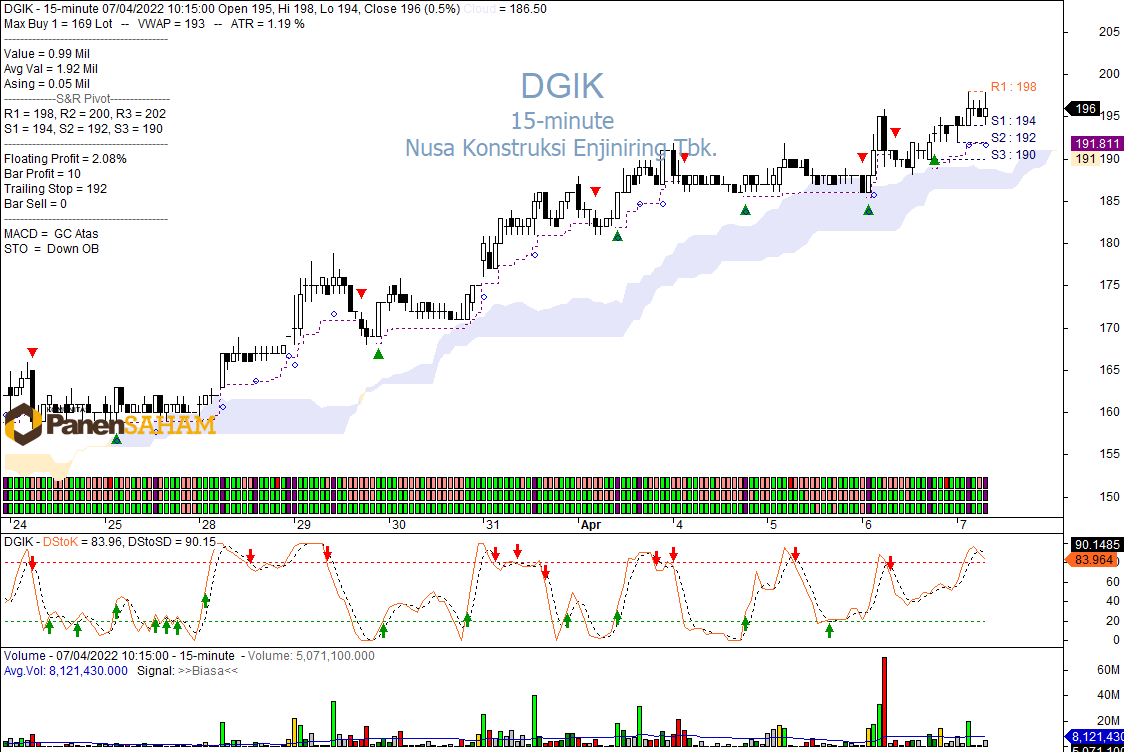 DGIK - 15-minute 07/04/2022 10:15:00 Open 195, Hi 198, Lo 194, Close 196 (0.5%) Cloud = 186.50
Max Buy 1 = 169 Lot -- VWAP = 193 -- ATR = 1.19 %
Value = 0.99 Mil
Avg Val = 1.92 Mil
Asing = 0.05 Mil
-------------S&R Pivot---------------
R1 = 198, R2 = 200, R3 = 202
S1 = 194, S2 = 192, S3 = 190
Floating Profit = 2.08%
Bar Profit = 10
Trailing Stop = 192
Bar Sell = 0
MACD = GC Atas
STO = Down OB
DGIK
15-minute
Nusa Konstruksi Enjiniring Tbk.
R1 : 198
S1 : 194
S2 : 192
S3 : 190
205
200
196
195
191.811
191.190
185
180
175
170
165
160
155
150
KOMUNITAS
PanenSAHAM
24 25 28 29 30 31 Apr 4 5 6 7
DGIK - DStoK = 83.96, DStoSD = 90.15
90.1485
83.964
60
40
20
0
Volume - 07/04/2022 10:15:00 - 15-minute - Volume: 5,071,100.000
Avg.Vol: 8,121,430.000 Signal: >>Biasa<<
60M
40M
20M
8,121,430